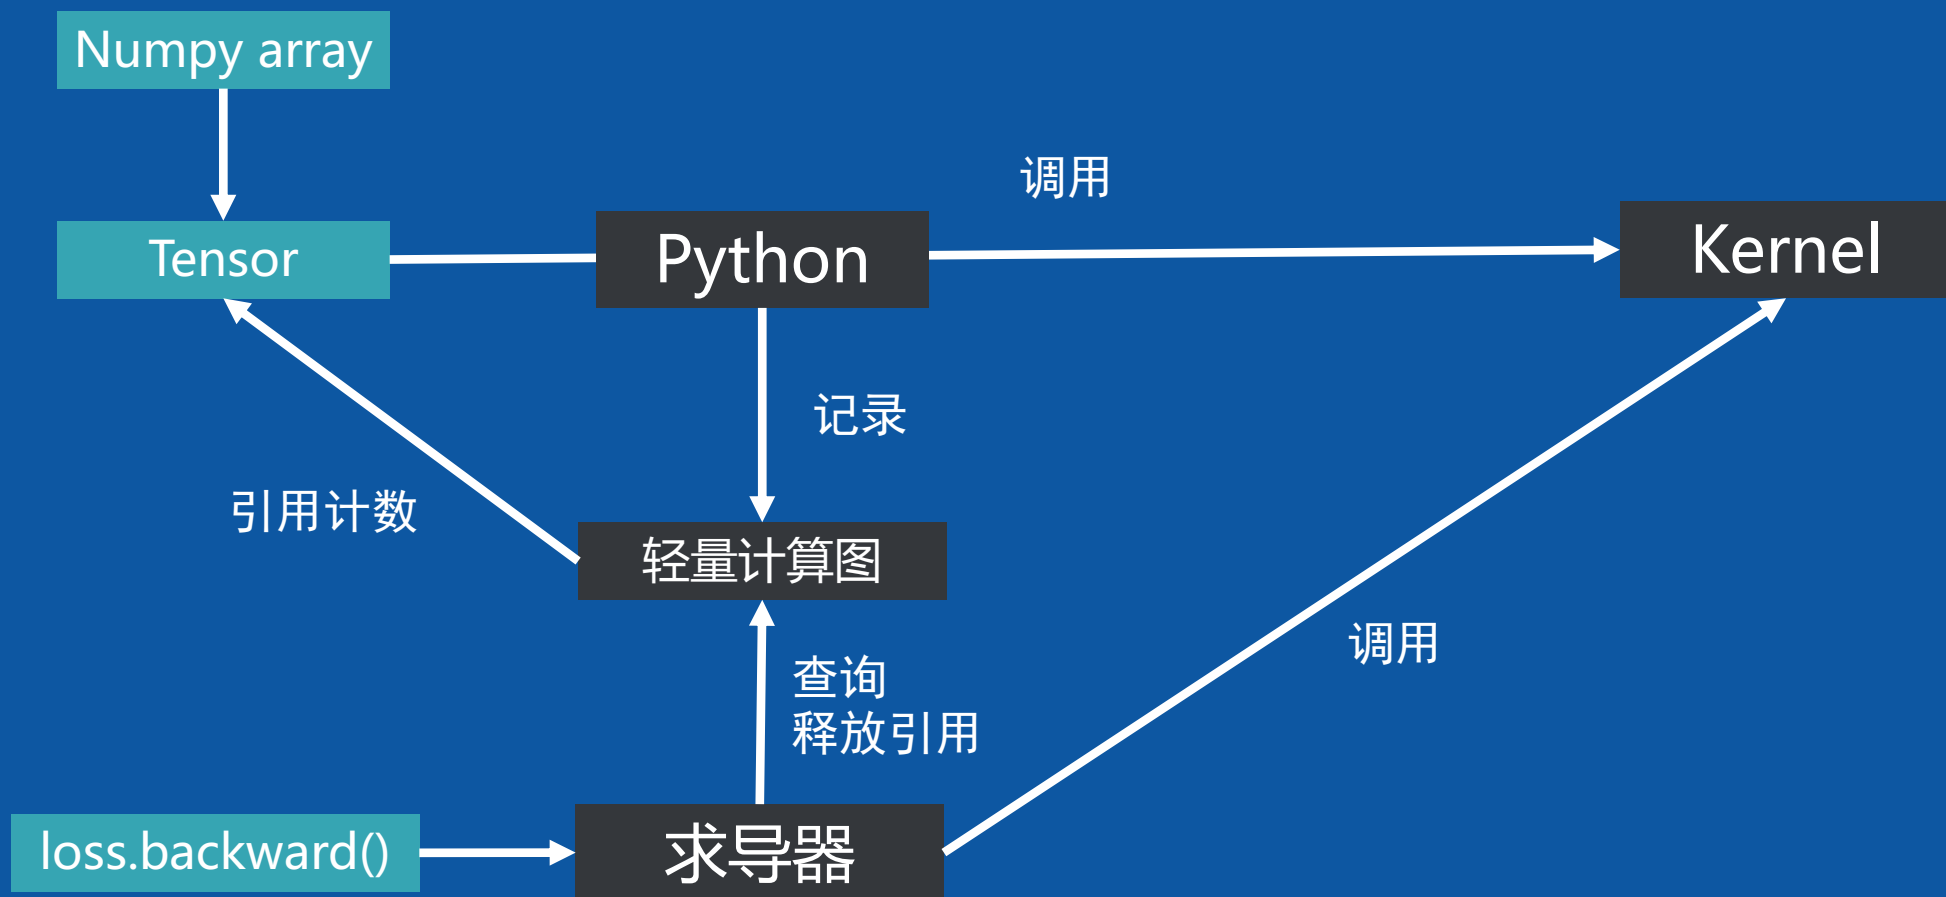 Numpy array
调用
Tensor
Python
Kernel
记录
引用计数
轻量计算图
调用
查询
释放引用
loss.backward()
求导器